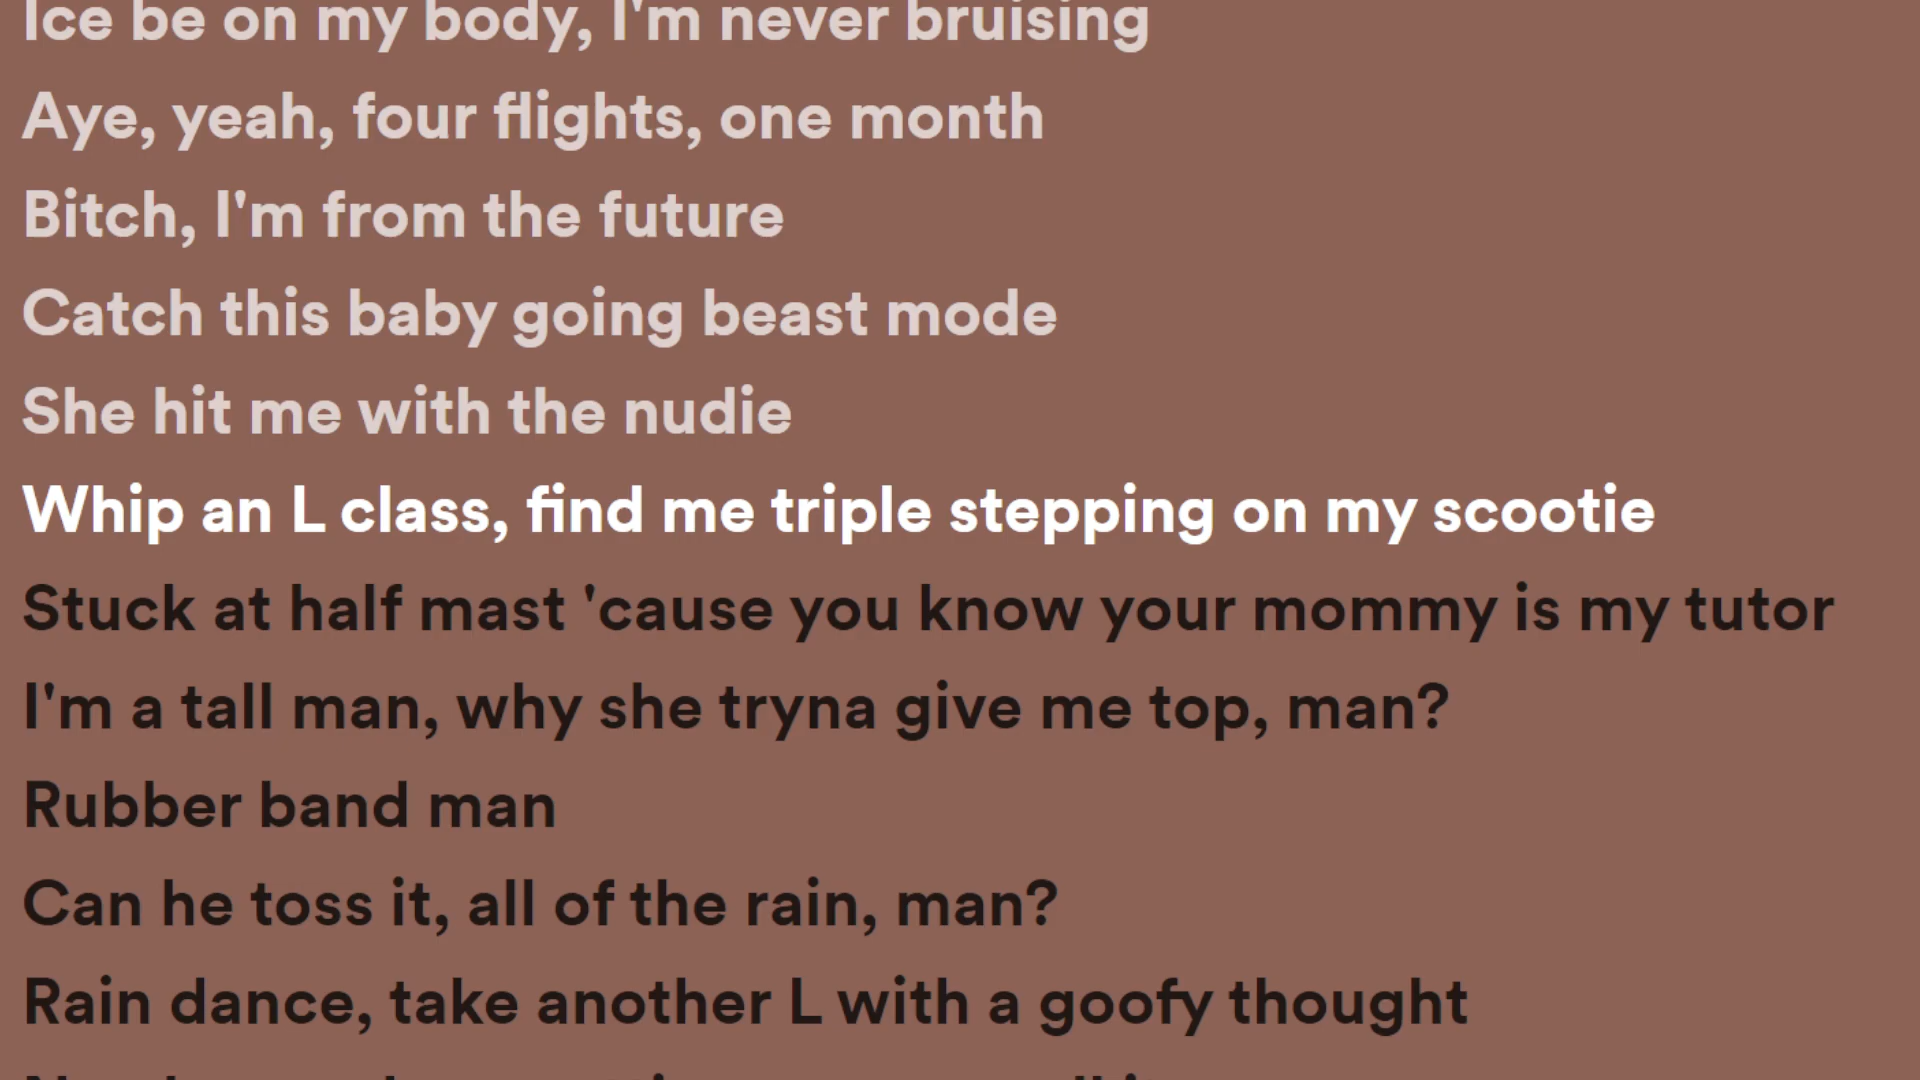 Ice be on my body, I'm never bruising
Aye, yeah, four flights, one month
Bitch, I'm from the future
Catch this baby going beast mode
She hit me with the nudie
Whip an L class, find me triple stepping on my scootie
Stuck at half mast 'cause you know your mommy is my tutor
I'm a tall man, why she tryna give me top, man?
Rubber band man
Can he toss it, all of the rain, man?
Rain dance, take another L with a goofy thought